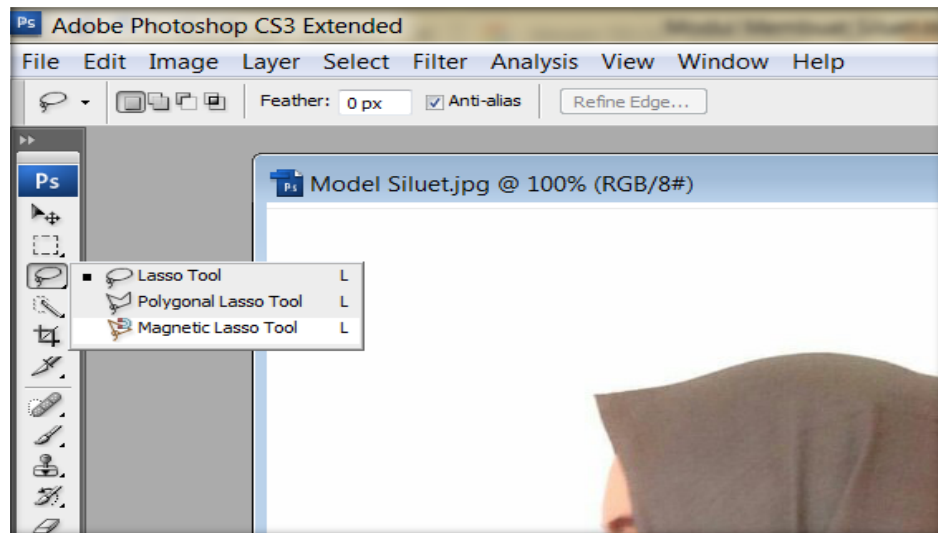 Ps Adobe Photoshop CS3 Extended
File Edit Image Layer Select Filter Analysis View Window Help
Feather: 0 px Anti-alias Refine Edge...
Ps
Ps Model Siluet.jpg @ 100% (RGB/8#)
Lasso Tool L
Polygonal Lasso Tool L
Magnetic Lasso Tool L